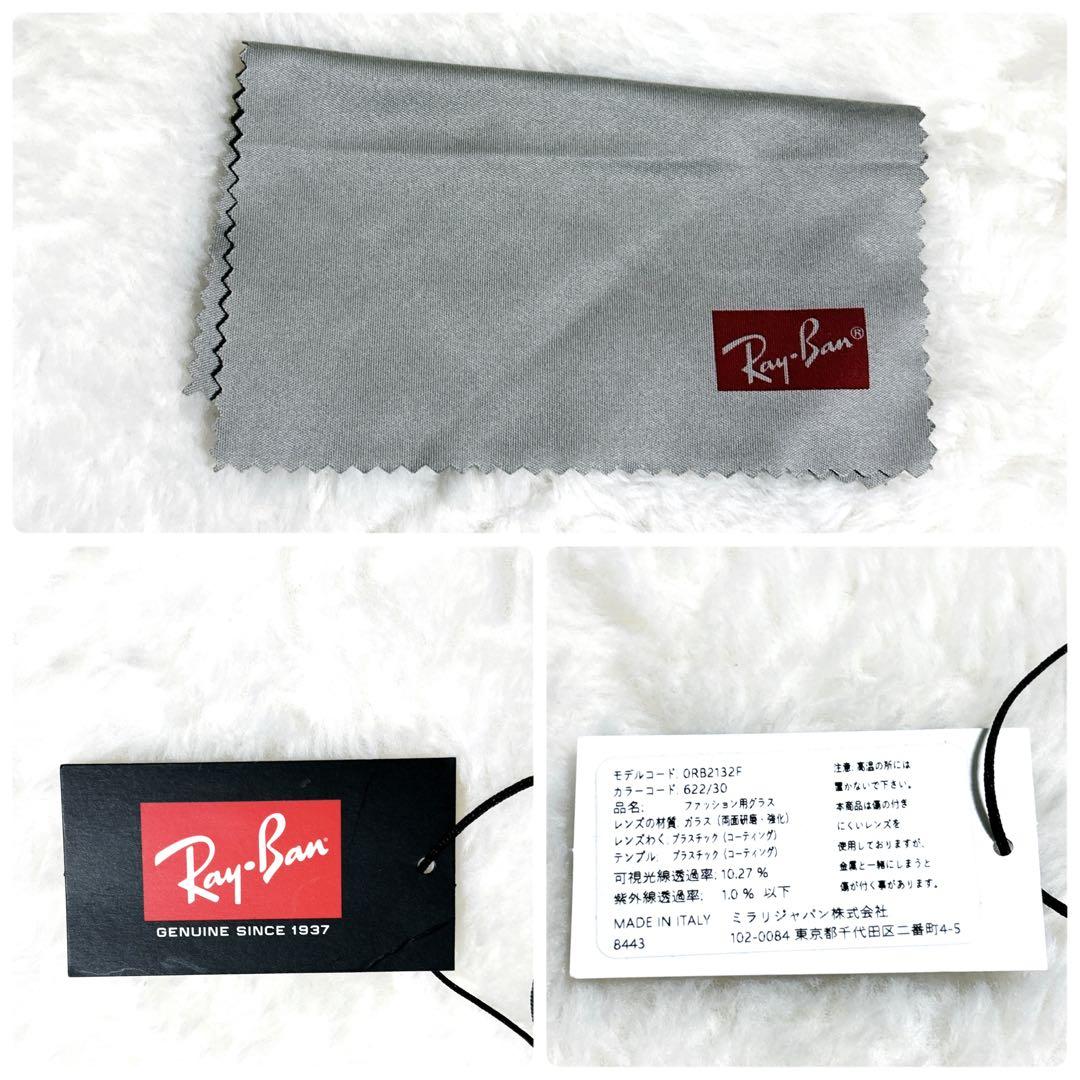 Ray-Ban®
Ray-Ban
GENUINE SINCE 1937
モデルコード: ORB2132F
カラーコード: 622/30
品名: ファッション用グラス
レンズの材質: ガラス (両面研磨・強化)
レンズわく: プラスチック (コーティング)
テンプル: プラスチック (コーティング)
可視光線透過率: 10.27 %
紫外線透過率: 1.0 % 以下
MADE IN ITALY ミラリジャパン株式会社
8443 102-0084 東京都千代田区二番町4-5
注意: 高温の所には
置かないで下さい。
本商品は傷の付き
にくいレンズを
使用しておりますが、
金属と一緒にしまうと
傷が付く事があります。